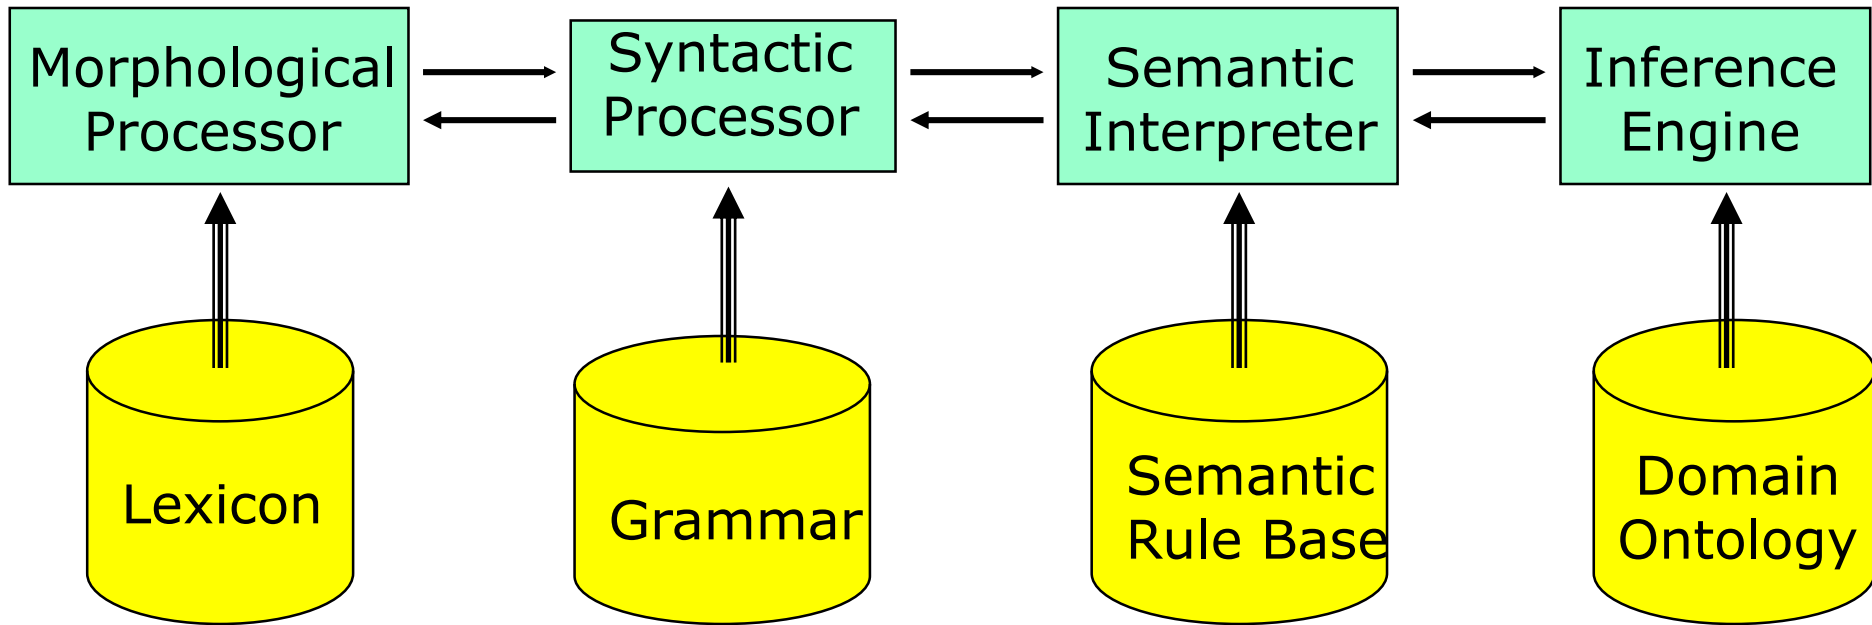 Morphological
Processor
Syntactic
Processor
Semantic
Interpreter
Inference
Engine
Lexicon
Grammar
Semantic
Rule Base
Domain
Ontology